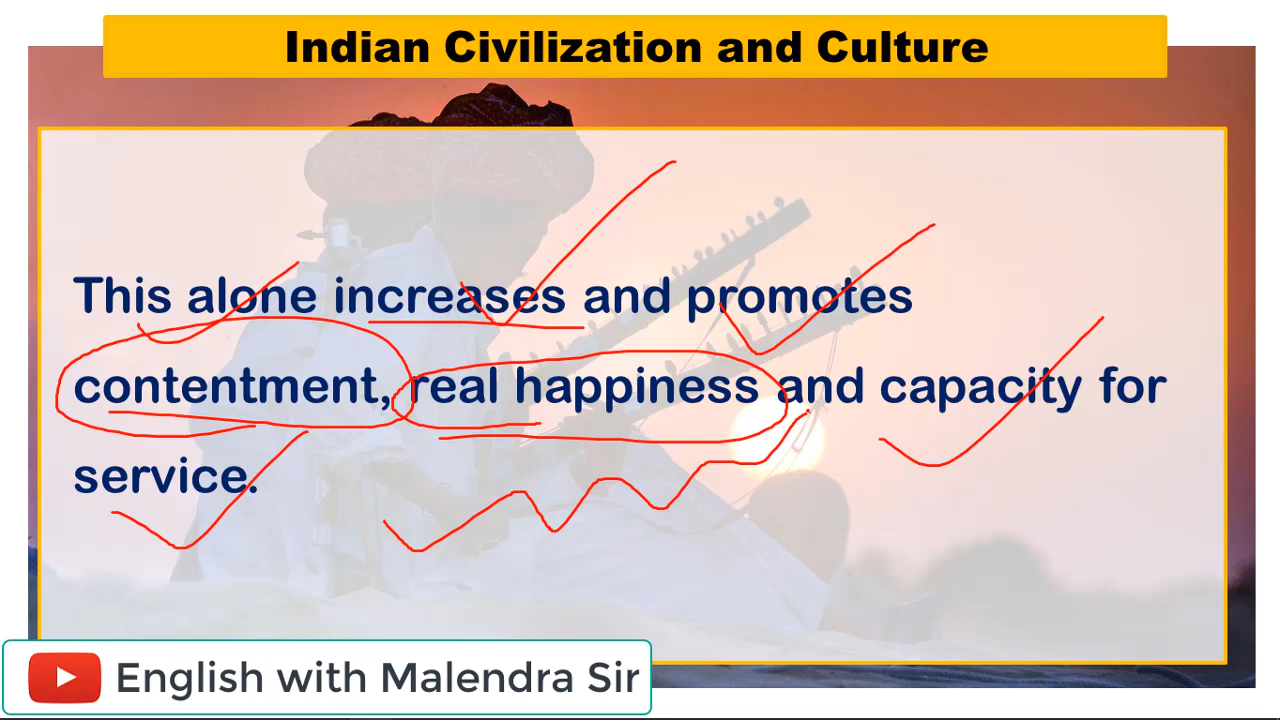 Indian Civilization and Culture
This alone increases and promotes
contentment, real happiness and capacity for
service.
English with Malendra Sir